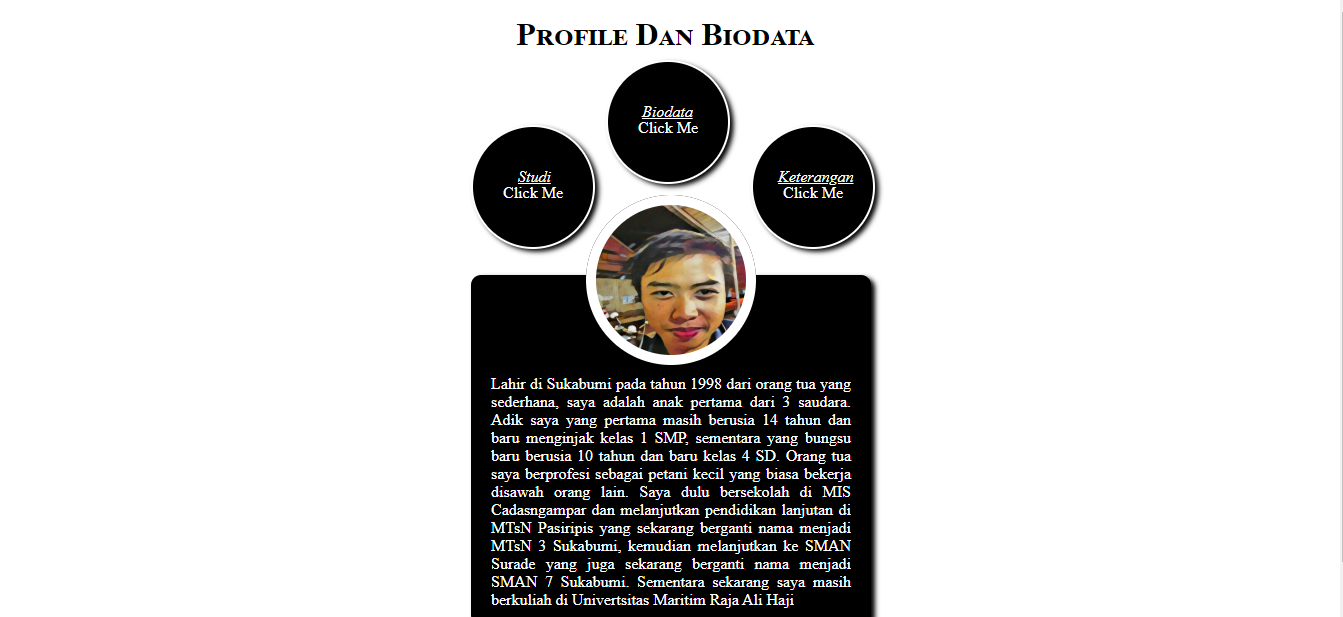 Profile Dan Biodata
Biodata
Click Me
Studi
Click Me
Keterangan
Click Me
Lahir di Sukabumi pada tahun 1998 dari orang tua yang
sederhana, saya adalah anak pertama dari 3 saudara.
Adik saya yang pertama masih berusia 14 tahun dan
baru menginjak kelas 1 SMP, sementara yang bungsu
baru berusia 10 tahun dan baru kelas 4 SD. Orang tua
saya berprofesi sebagai petani kecil yang biasa bekerja
disawah orang lain. Saya dulu bersekolah di MIS
Cadasngampar dan melanjutkan pendidikan lanjutan di
MTsN Pasiripis yang sekarang berganti nama menjadi
MTsN 3 Sukabumi, kemudian melanjutkan ke SMAN
Surade yang juga sekarang berganti nama menjadi
SMAN 7 Sukabumi. Sementara sekarang saya masih
berkuliah di Univertsitas Maritim Raja Ali Haji